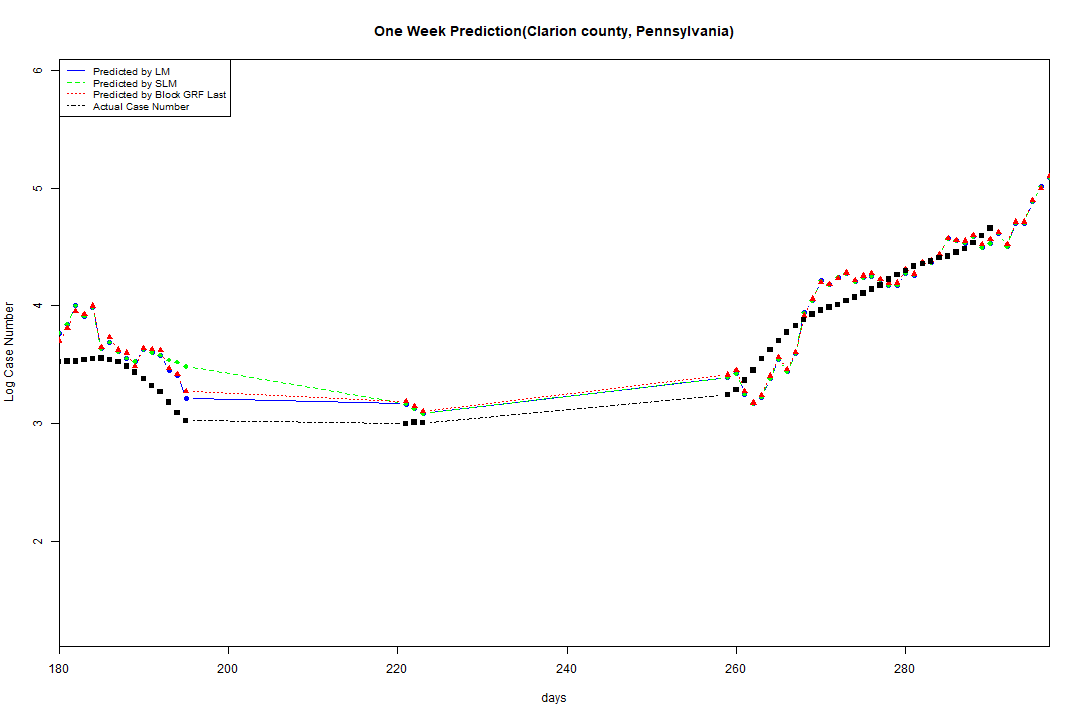 One Week Prediction(Clarion county, Pennsylvania)
Predicted by LM
Predicted by SLM
Predicted by Block GRF Last
Actual Case Number
6
5
4
3
2
Log Case Number
180 200 220 240 260 280
days